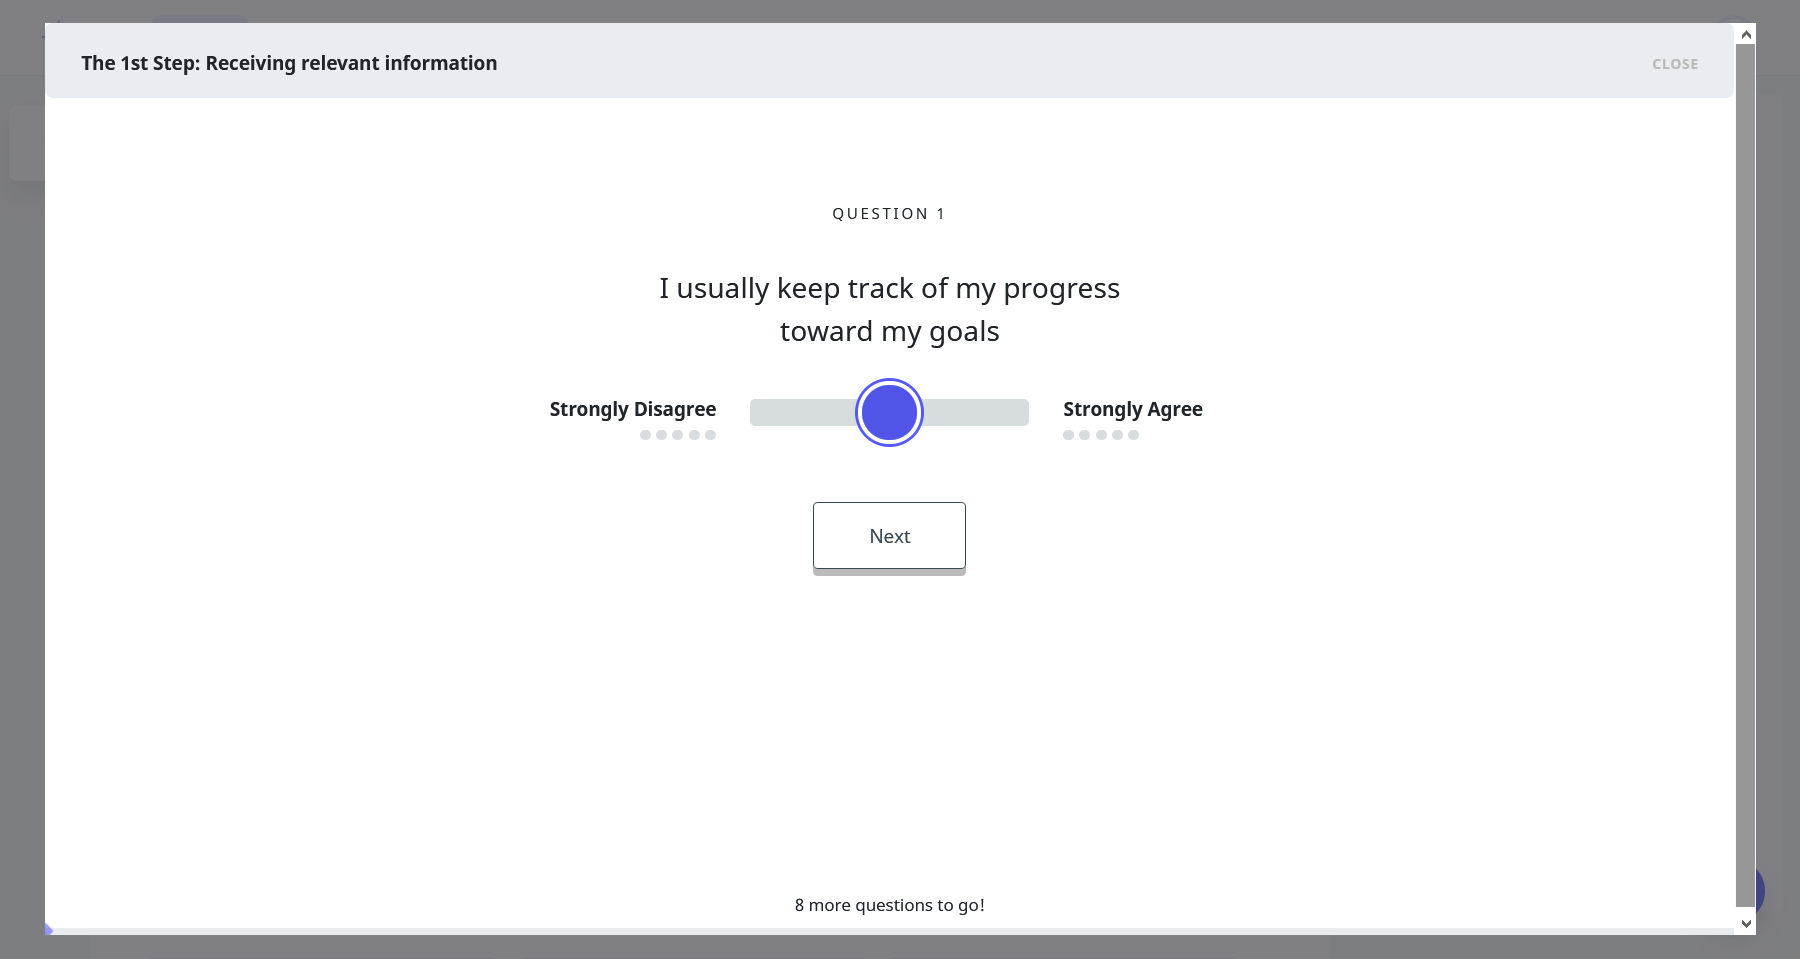 The 1st Step: Receiving relevant information
CLOSE
QUESTION 1
I usually keep track of my progress
toward my goals
Strongly Disagree
Strongly Agree
Next
8 more questions to go!